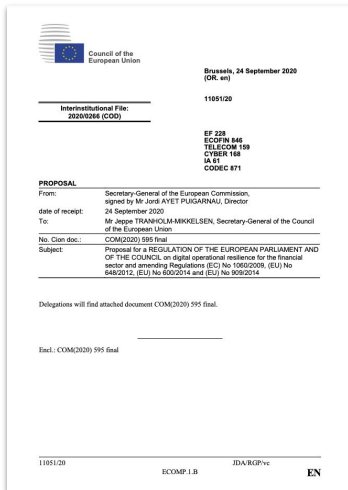 Council of the
European Union
Brussels, 24 September 2020
(OR. en)
11051/20
Interinstitutional File:
2020/0266 (COD)
EF 228
ECOFIN 846
TELECOM 159
CYBER 168
IA 61
CODEC 871
PROPOSAL
From: Secretary-General of the European Commission,
signed by Mr Jordi AYET PUIGARNAU, Director
date of receipt: 24 September 2020
To: Mr Jeppe TRANHOLM-MIKKELSEN, Secretary-General of the Council
of the European Union
No. Cion doc.: COM(2020) 595 final
Subject: Proposal for a REGULATION OF THE EUROPEAN PARLIAMENT AND
OF THE COUNCIL on digital operational resilience for the financial
sector and amending Regulations (EC) No 1060/2009, (EU) No
648/2012, (EU) No 600/2014 and (EU) No 909/2014
Delegations will find attached document COM(2020) 595 final.
Encl.: COM(2020) 595 final
11051/20 JDA/RGP/vc
ECOMP.1.B EN